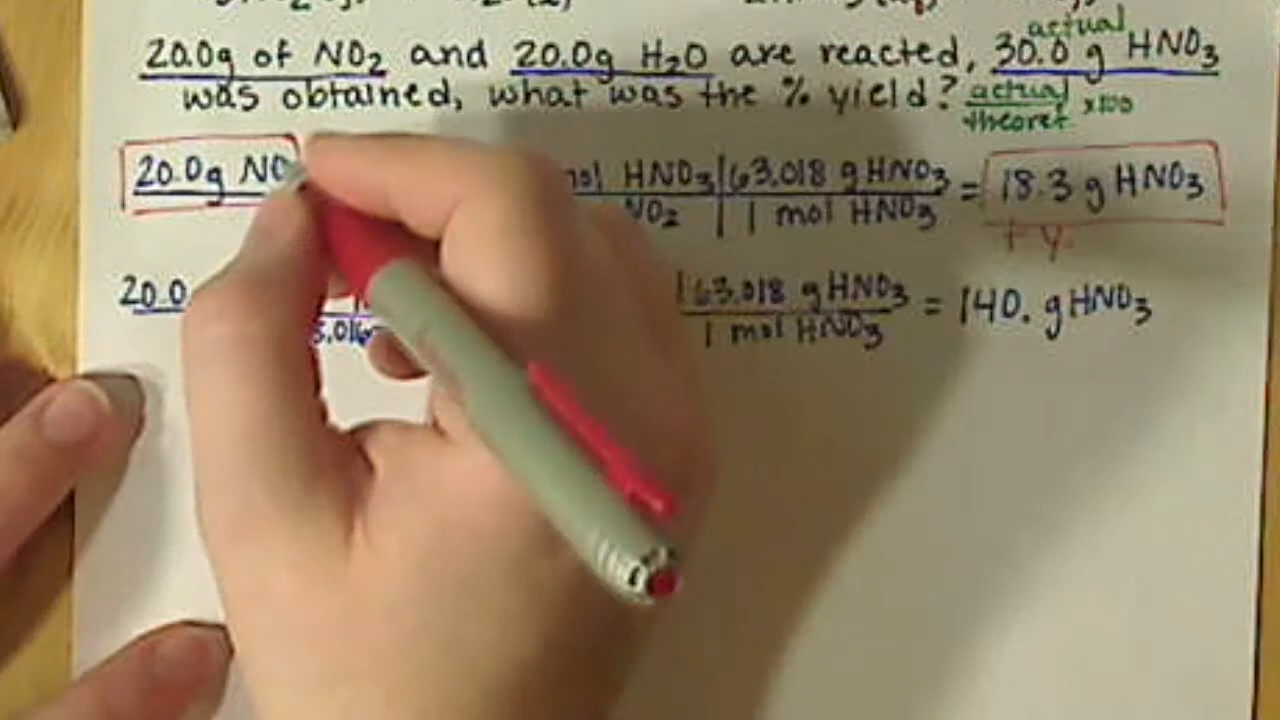 20.0g of NO2 and 20.0g H2O are reacted, 30.0 g HNO3
actual
was obtained, what was the % yield? actual
theoret x100
20.0g NO HNO3 63.018 g HNO3 = 18.3 g HNO3
NO2 1 mol HNO3
t.y.
20.0 63.018 g HNO3 = 140. g HNO3
1 mol HNO3